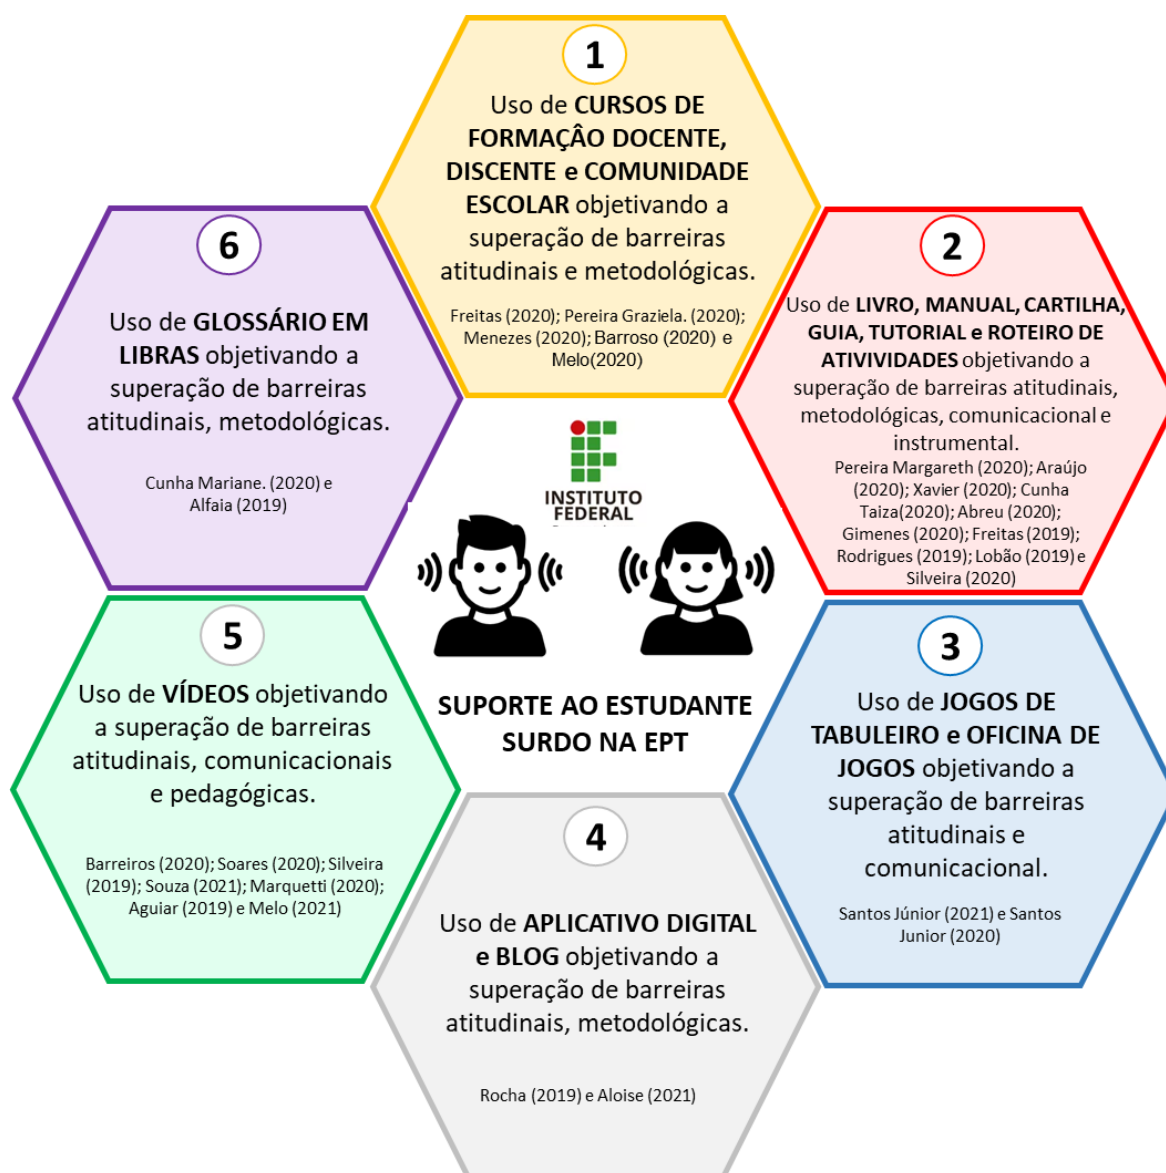 1
Uso de CURSOS DE
FORMAÇÂO DOCENTE,
DISCENTE e COMUNIDADE
ESCOLAR objetivando a
superação de barreiras
atitudinais e metodológicas.
Freitas (2020); Pereira Graziela. (2020);
Menezes (2020); Barroso (2020) e
Melo(2020)
2
Uso de LIVRO, MANUAL, CARTILHA,
GUIA, TUTORIAL e ROTEIRO DE
ATIVIVIDADES objetivando a
superação de barreiras atitudinais,
metodológicas, comunicacional e
instrumental.
Pereira Margareth (2020); Araújo
(2020); Xavier (2020); Cunha
Taiza(2020); Abreu (2020);
Gimenes (2020); Freitas (2019);
Rodrigues (2019); Lobão (2019) e
Silveira (2020)
3
Uso de JOGOS DE
TABULEIRO e OFICINA DE
JOGOS objetivando a
superação de barreiras
atitudinais e
comunicacional.
Santos Júnior (2021) e Santos
Junior (2020)
4
Uso de APLICATIVO DIGITAL
e BLOG objetivando a
superação de barreiras
atitudinais, metodológicas.
Rocha (2019) e Aloise (2021)
5
Uso de VÍDEOS objetivando
a superação de barreiras
atitudinais, comunicacionais
e pedagógicas.
Barreiros (2020); Soares (2020); Silveira
(2019); Souza (2021); Marquetti (2020);
Aguiar (2019) e Melo (2021)
6
Uso de GLOSSÁRIO EM
LIBRAS objetivando a
superação de barreiras
atitudinais, metodológicas.
Cunha Mariane. (2020) e
Alfaia (2019)
INSTITUTO
FEDERAL
SUPORTE AO ESTUDANTE
SURDO NA EPT